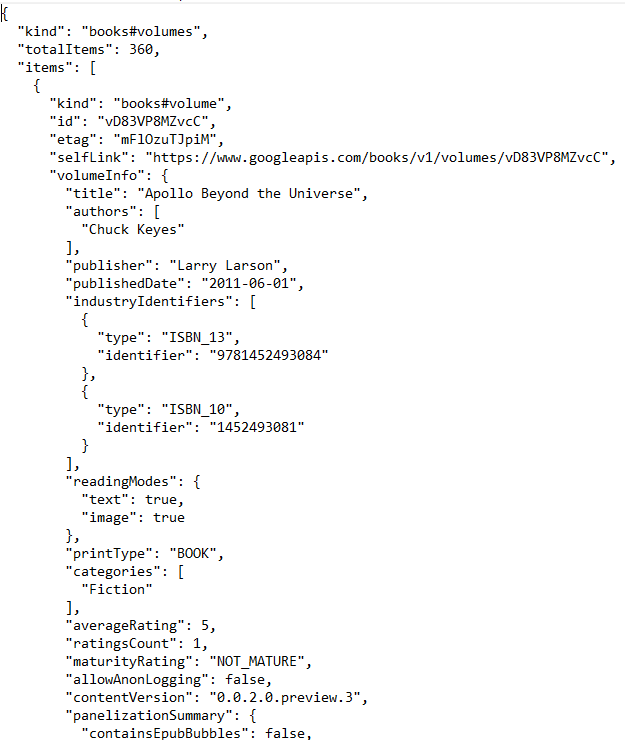 {
  "kind": "books#volumes",
  "totalItems": 360,
  "items": [
    {
      "kind": "books#volume",
      "id": "vD83VP8MZvcC",
      "etag": "mFlOzuTJpiM",
      "selfLink": "https://www.googleapis.com/books/v1/volumes/vD83VP8MZvcC",
      "volumeInfo": {
        "title": "Apollo Beyond the Universe",
        "authors": [
          "Chuck Keyes"
        ],
        "publisher": "Larry Larson",
        "publishedDate": "2011-06-01",
        "industryIdentifiers": [
          {
            "type": "ISBN_13",
            "identifier": "9781452493084"
          },
          {
            "type": "ISBN_10",
            "identifier": "1452493081"
          }
        ],
        "readingModes": {
          "text": true,
          "image": true
        },
        "printType": "BOOK",
        "categories": [
          "Fiction"
        ],
        "averageRating": 5,
        "ratingsCount": 1,
        "maturityRating": "NOT_MATURE",
        "allowAnonLogging": false,
        "contentVersion": "0.0.2.0.preview.3",
        "panelizationSummary": {
          "containsEpubBubbles": false,